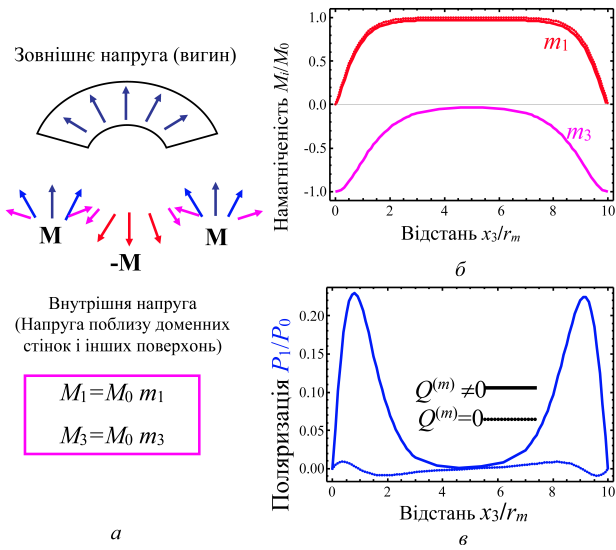 Зовнішнє напруга (вигин)
M
M
-M
Внутрішня напруга
(Напруга поблизу доменних
стінок і інших поверхонь)
M₁=M₀ m₁
M₃=M₀ m₃
а
Намагніченість Mᵢ/M₀
1.0
0.5
0.0
-0.5
-1.0
m₁
m₃
0 2 4 6 8 10
Відстань x₃/rₘ
б
Поляризація P₁/P₀
0.20
0.15
0.10
0.05
0.00
Q⁽ᵐ⁾ ≠0
Q⁽ᵐ⁾=0
0 2 4 6 8 10
Відстань x₃/rₘ
в